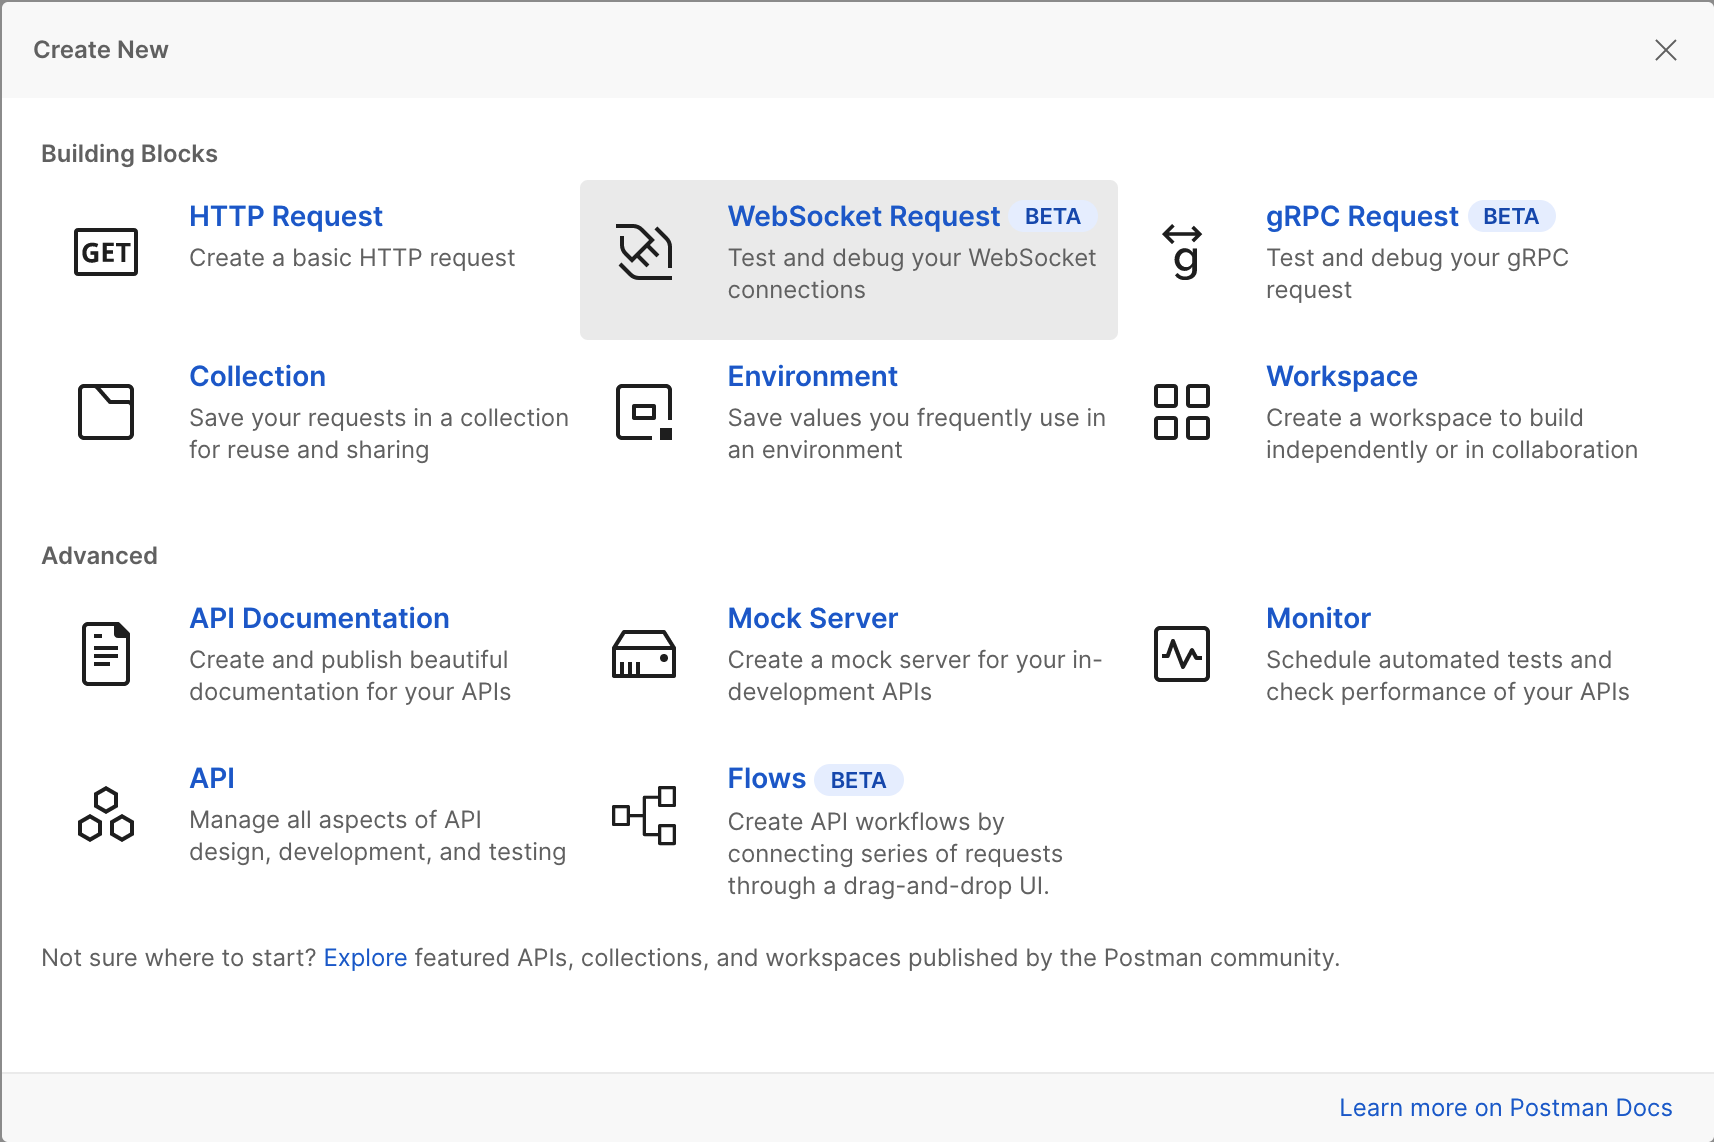 Create New
Building Blocks
GET
HTTP Request
Create a basic HTTP request
WebSocket Request BETA
Test and debug your WebSocket
connections
g
gRPC Request BETA
Test and debug your gRPC
request
Collection
Save your requests in a collection
for reuse and sharing
Environment
Save values you frequently use in
an environment
Workspace
Create a workspace to build
independently or in collaboration
Advanced
API Documentation
Create and publish beautiful
documentation for your APIs
Mock Server
Create a mock server for your in-
development APIs
Monitor
Schedule automated tests and
check performance of your APIs
API
Manage all aspects of API
design, development, and testing
Flows BETA
Create API workflows by
connecting series of requests
through a drag-and-drop UI.
Not sure where to start? Explore featured APIs, collections, and workspaces published by the Postman community.
Learn more on Postman Docs